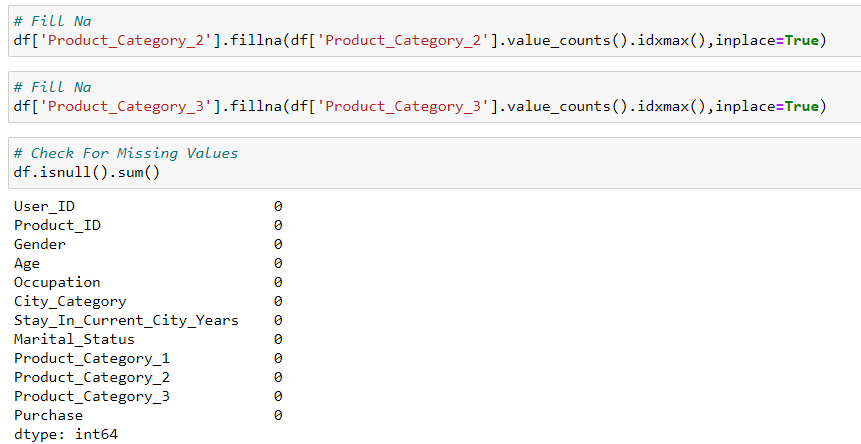 # Fill Na
df['Product_Category_2'].fillna(df['Product_Category_2'].value_counts().idxmax(),inplace=True)
# Fill Na
df['Product_Category_3'].fillna(df['Product_Category_3'].value_counts().idxmax(),inplace=True)
# Check For Missing Values
df.isnull().sum()
User_ID 0
Product_ID 0
Gender 0
Age 0
Occupation 0
City_Category 0
Stay_In_Current_City_Years 0
Marital_Status 0
Product_Category_1 0
Product_Category_2 0
Product_Category_3 0
Purchase 0
dtype: int64